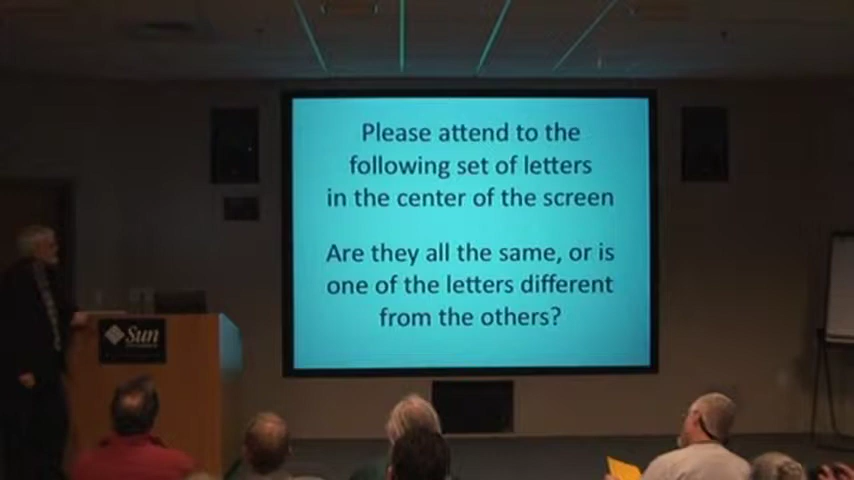 Please attend to the
following set of letters
in the center of the screen
Are they all the same, or is
one of the letters different
from the others?
Sun